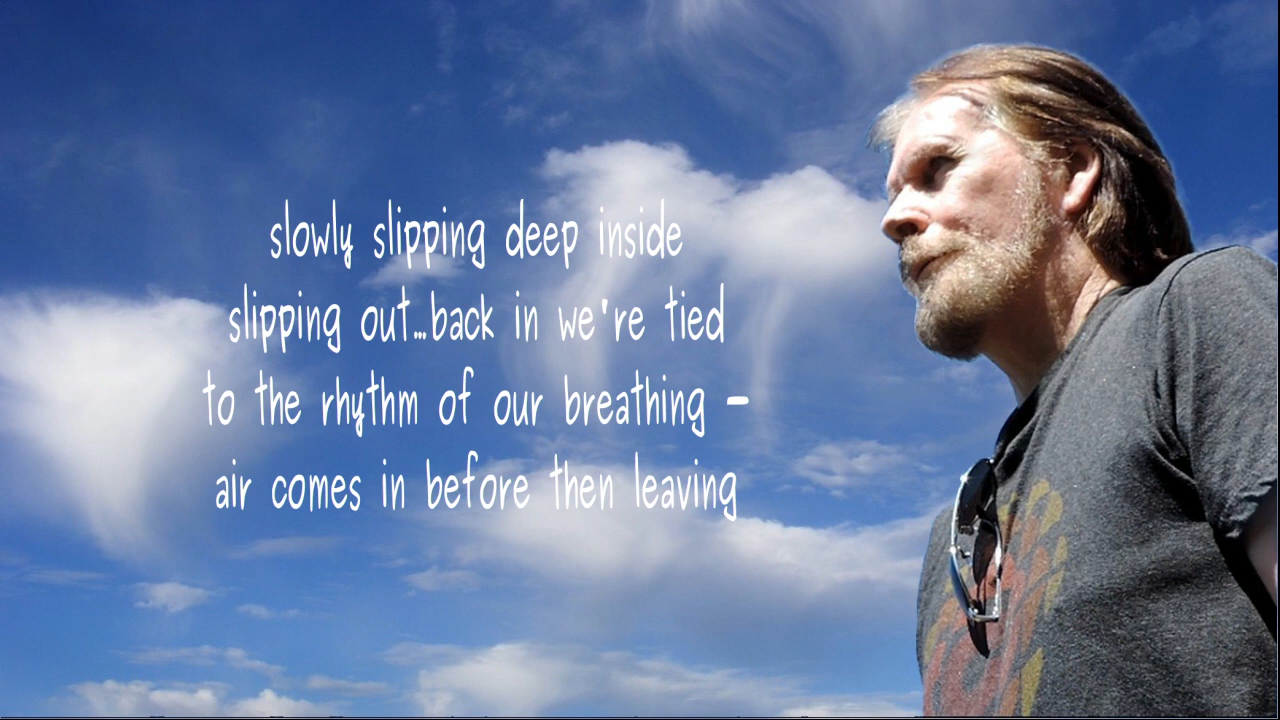 slowly slipping deep inside
slipping out...back in we're tied
to the rhythm of our breathing -
air comes in before then leaving